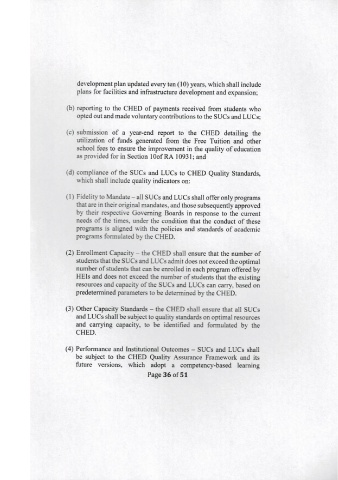 development plan updated every ten (10) years, which shall include
plans for facilities and infrastructure development and expansion;
(b) reporting to the CHED of payments received from students who
opted out and made voluntary contributions to the SUCs and LUCs;
(c) submission of a year-end report to the CHED detailing the
utilization of funds generated from the Free Tuition and other
school fees to ensure the improvement in the quality of education
as provided for in Section 10of RA 10931; and
(d) compliance of the SUCs and LUCs to CHED Quality Standards,
which shall include quality indicators on:
(1) Fidelity to Mandate – all SUCs and LUCs shall offer only programs
that are in their original mandates, and those subsequently approved
by their respective Governing Boards in response to the current
needs of the times, under the condition that the conduct of these
programs is aligned with the policies and standards of academic
programs formulated by the CHED.
(2) Enrollment Capacity – the CHED shall ensure that the number of
students that the SUCs and LUCs admit does not exceed the optimal
number of students that can be enrolled in each program offered by
HEIs and does not exceed the number of students that the existing
resources and capacity of the SUCs and LUCs can carry, based on
predetermined parameters to be determined by the CHED.
(3) Other Capacity Standards – the CHED shall ensure that all SUCs
and LUCs shall be subject to quality standards on optimal resources
and carrying capacity, to be identified and formulated by the
CHED.
(4) Performance and Institutional Outcomes – SUCs and LUCs shall
be subject to the CHED Quality Assurance Framework and its
future versions, which adopt a competency-based learning
Page 36 of 51